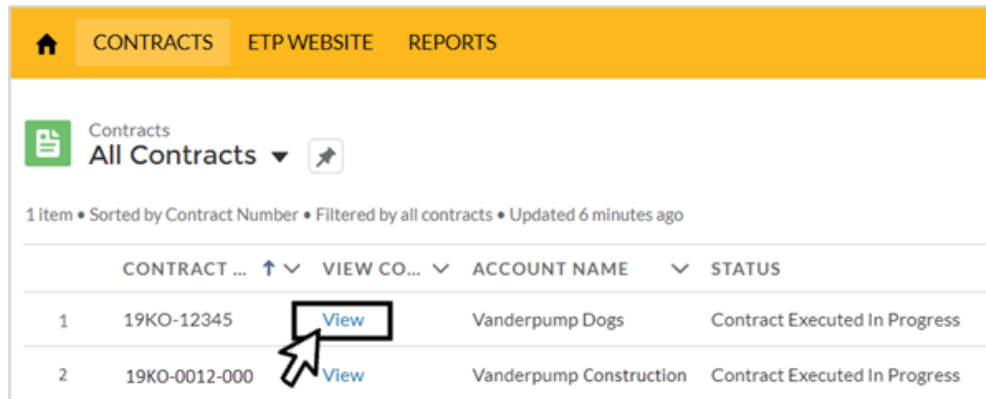 CONTRACTS ETP WEBSITE REPORTS
Contracts
All Contracts
1 item • Sorted by Contract Number • Filtered by all contracts • Updated 6 minutes ago
CONTRACT ... VIEW CO... ACCOUNT NAME STATUS
1 19KO-12345 View Vanderpump Dogs Contract Executed In Progress
2 19KO-0012-000 View Vanderpump Construction Contract Executed In Progress